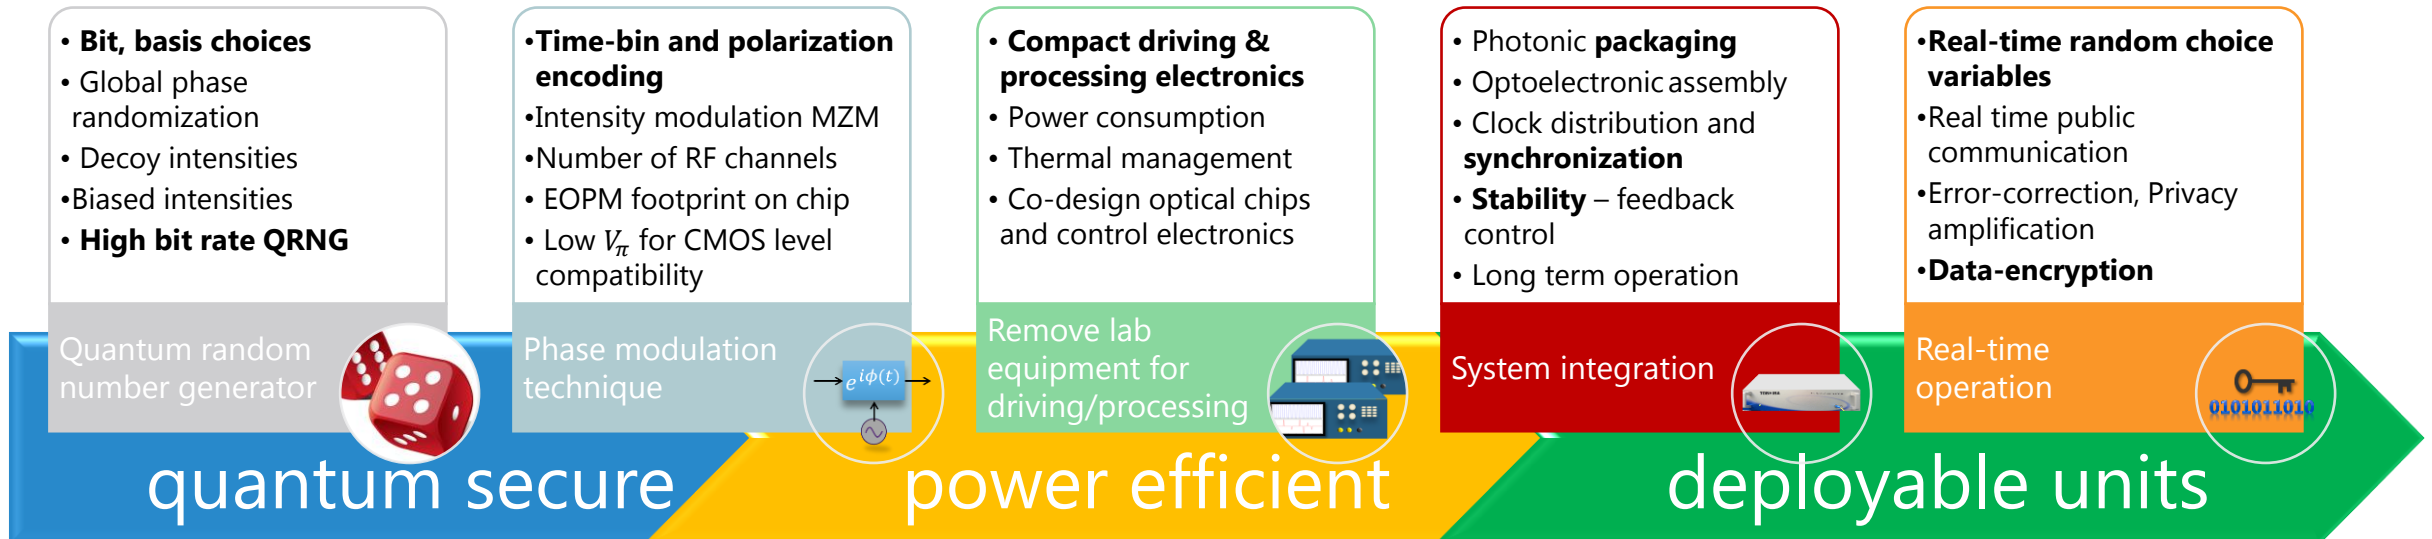 • Bit, basis choices
• Global phase
randomization
• Decoy intensities
•Biased intensities
• High bit rate QRNG
Quantum random
number generator
•Time-bin and polarization
encoding
•Intensity modulation MZM
•Number of RF channels
• EOPM footprint on chip
• Low Vπ for CMOS level
compatibility
Phase modulation
technique
e^{iϕ(t)}
• Compact driving &
processing electronics
• Power consumption
• Thermal management
• Co-design optical chips
and control electronics
Remove lab
equipment for
driving/processing
• Photonic packaging
• Optoelectronic assembly
• Clock distribution and
synchronization
• Stability – feedback
control
• Long term operation
System integration
•Real-time random choice
variables
•Real time public
communication
•Error-correction, Privacy
amplification
•Data-encryption
Real-time
operation
0101011010
quantum secure
power efficient
deployable units